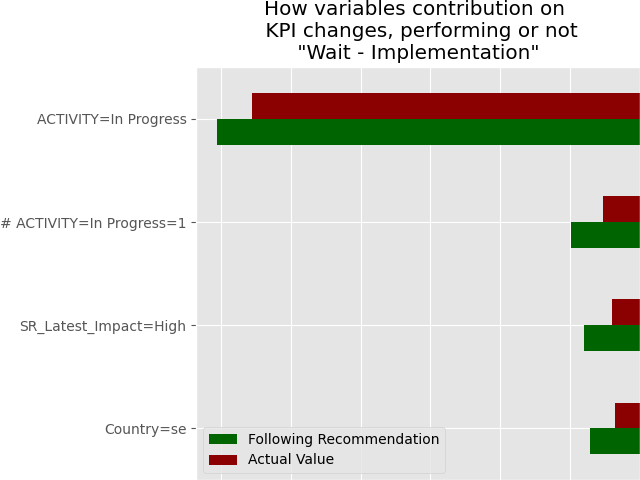 How variables contribution on
KPI changes, performing or not
"Wait - Implementation"
ACTIVITY=In Progress
# ACTIVITY=In Progress=1
SR_Latest_Impact=High
Country=se
Following Recommendation
Actual Value